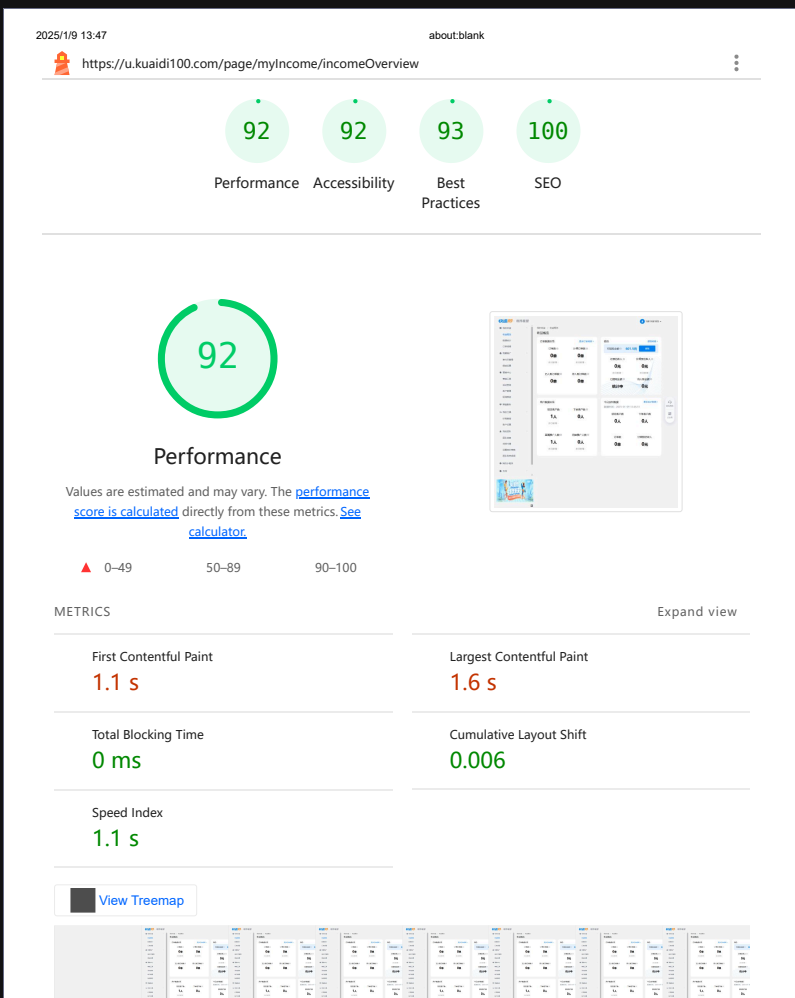 2025/1/9 13:47
about:blank
https://u.kuaidi100.com/page/myIncome/incomeOverview
92
92
93
100
Performance
Accessibility
Best
Practices
SEO
92
Performance
Values are estimated and may vary. The performance
score is calculated directly from these metrics. See
calculator.
0–49
50–89
90–100
METRICS
Expand view
First Contentful Paint
1.1 s
Largest Contentful Paint
1.6 s
Total Blocking Time
0 ms
Cumulative Layout Shift
0.006
Speed Index
1.1 s
View Treemap